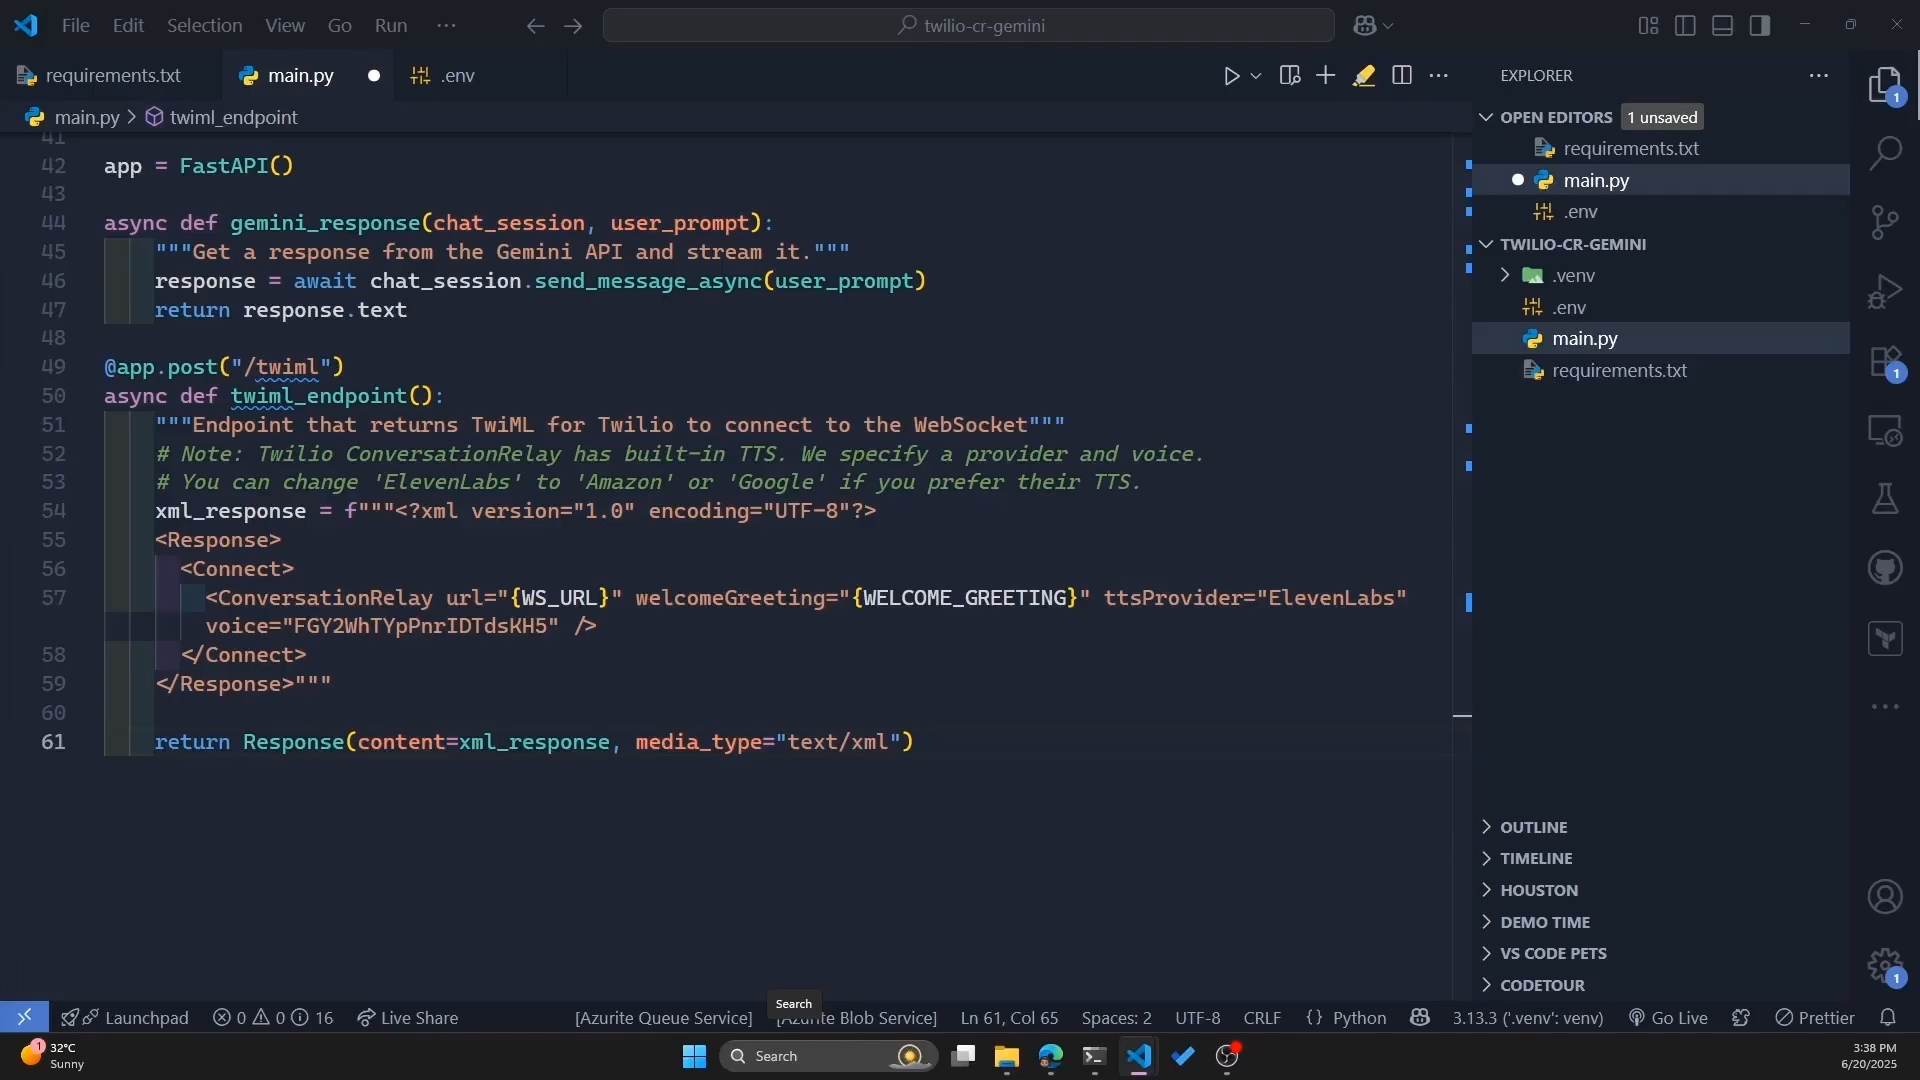 File Edit Selection View Go Run ··· twilio-cr-gemini
requirements.txt main.py .env
main.py > twiml_endpoint
41
42 app = FastAPI()
43
44 async def gemini_response(chat_session, user_prompt):
45 """Get a response from the Gemini API and stream it."""
46 response = await chat_session.send_message_async(user_prompt)
47 return response.text
48
49 @app.post("/twiml")
50 async def twiml_endpoint():
51 """Endpoint that returns TwiML for Twilio to connect to the WebSocket"""
52 # Note: Twilio ConversationRelay has built-in TTS. We specify a provider and voice.
53 # You can change 'ElevenLabs' to 'Amazon' or 'Google' if you prefer their TTS.
54 xml_response = f"""<?xml version="1.0" encoding="UTF-8"?>
55 <Response>
56 <Connect>
57 <ConversationRelay url="{WS_URL}" welcomeGreeting="{WELCOME_GREETING}" ttsProvider="ElevenLabs"
voice="FGY2WhTYpPnrIDTdsKH5" />
58 </Connect>
59 </Response>"""
60
61 return Response(content=xml_response, media_type="text/xml")
EXPLORER
OPEN EDITORS 1 unsaved
requirements.txt
main.py
.env
TWILIO-CR-GEMINI
.venv
.env
main.py
requirements.txt
OUTLINE
TIMELINE
HOUSTON
DEMO TIME
VS CODE PETS
CODETOUR
1
1
1
Search
Launchpad 0 0 16 Live Share [Azurite Queue Service] [Azurite Blob Service] Ln 61, Col 65 Spaces: 2 UTF-8 CRLF {} Python 3.13.3 ('.venv': venv) Go Live Prettier
1 32°C
Sunny
Search
3:38 PM
6/20/2025